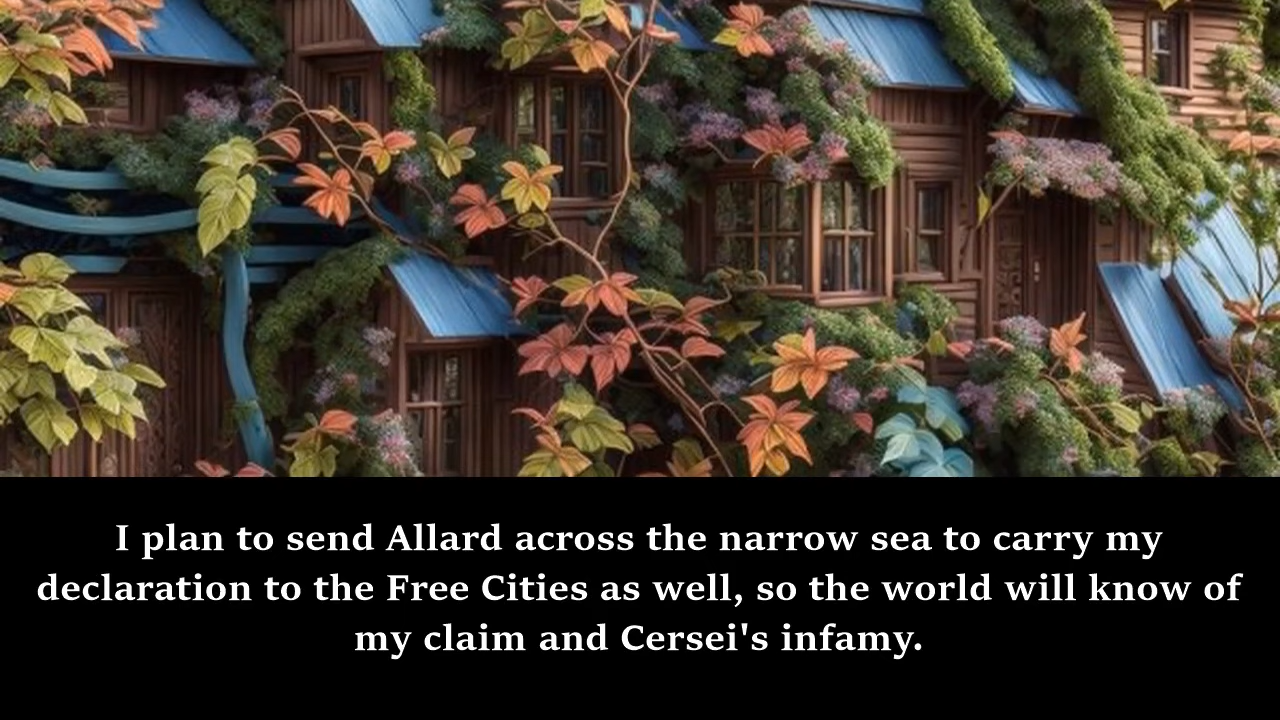 I plan to send Allard across the narrow sea to carry my
declaration to the Free Cities as well, so the world will know of
my claim and Cersei's infamy.